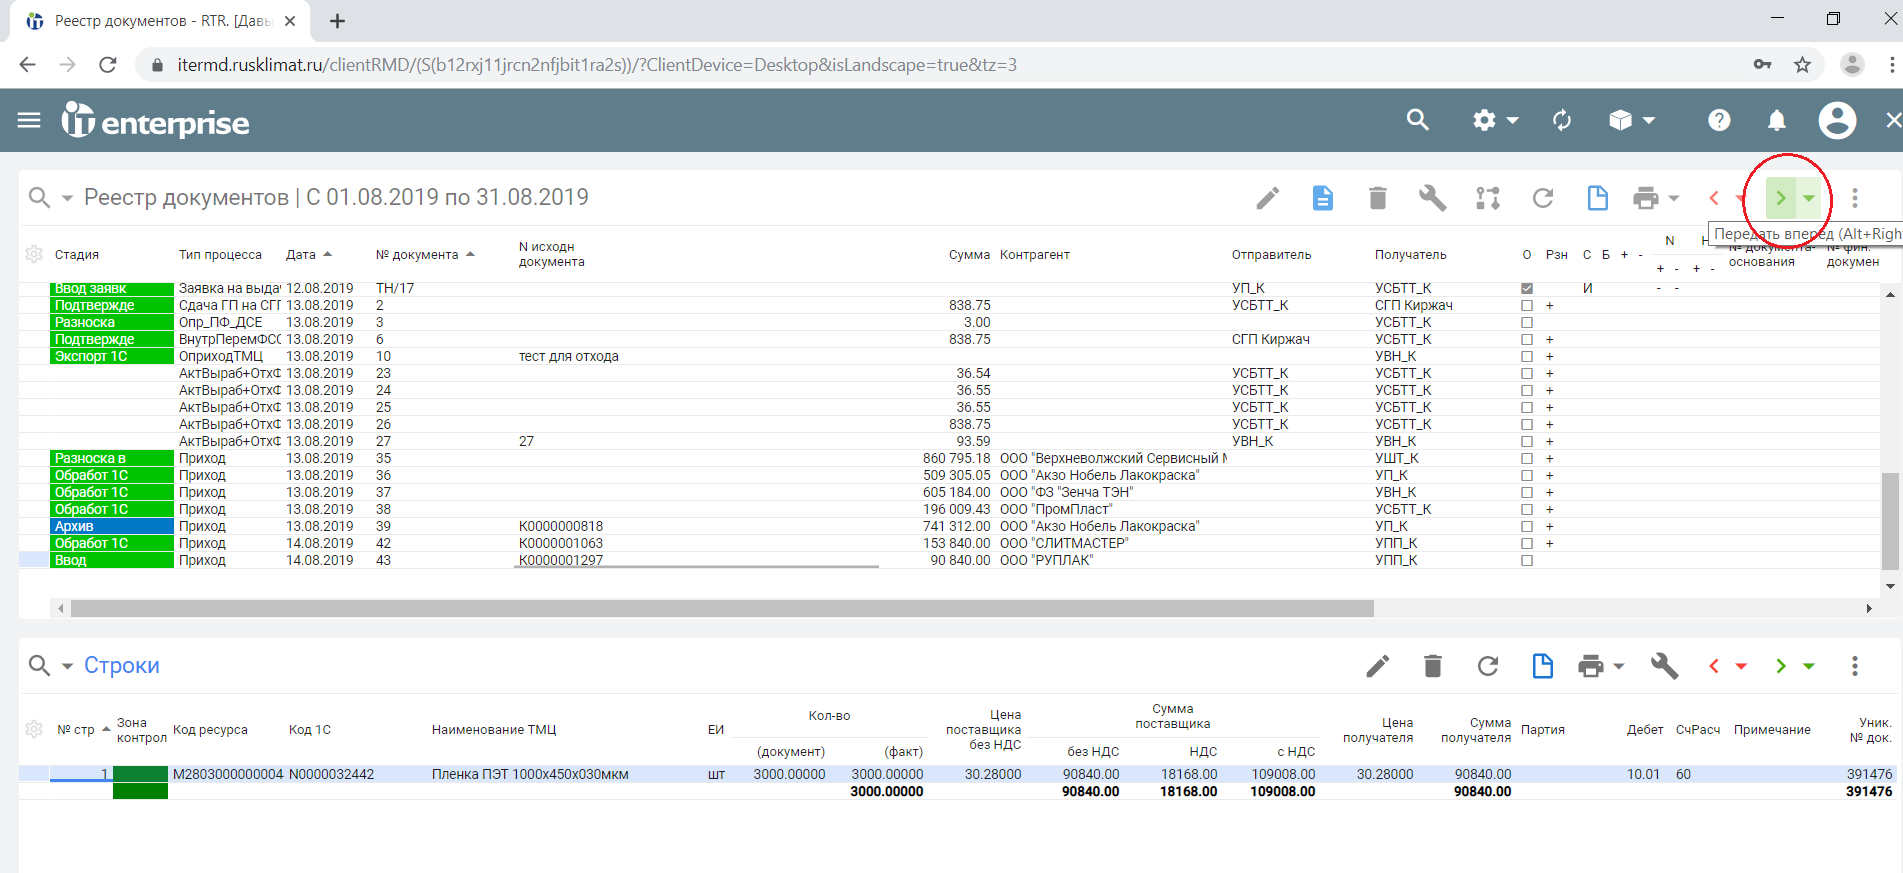 Реестр документов - RTR. [Давы
itermd.rusklimat.ru/clientRMD/(S(b12rxj11jrcn2nfjbit1ra2s))/?ClientDevice=Desktop&isLandscape=true&tz=3
iT enterprise
Реестр документов | С 01.08.2019 по 31.08.2019
Передать вперед (Alt+Righ
Стадия Тип процесса Дата № документа N исходн документа Сумма Контрагент Отправитель Получатель О Рзн С Б + - N + - Н + - № документа-основания № фин. докумен
Ввод заявк Заявка на выдач 12.08.2019 ТН/17 УП_К УСБТТ_К И - -
Подтвержде Сдача ГП на СГП 13.08.2019 2 838.75 УСБТТ_К СГП Киржач +
Разноска Опр_ПФ_ДСЕ 13.08.2019 3 3.00 УСБТТ_К
Подтвержде ВнутрПеремФСС 13.08.2019 6 838.75 СГП Киржач УСБТТ_К +
Экспорт 1С ОприходТМЦ 13.08.2019 10 тест для отхода УВН_К +
АктВыраб+ОтхФ 13.08.2019 23 36.54 УСБТТ_К УСБТТ_К +
АктВыраб+ОтхФ 13.08.2019 24 36.55 УСБТТ_К УСБТТ_К +
АктВыраб+ОтхФ 13.08.2019 25 36.55 УСБТТ_К УСБТТ_К +
АктВыраб+ОтхФ 13.08.2019 26 838.75 УСБТТ_К УСБТТ_К +
АктВыраб+ОтхФ 13.08.2019 27 27 93.59 УВН_К УВН_К +
Разноска в Приход 13.08.2019 35 860 795.18 ООО "Верхневолжский Сервисный М УШТ_К +
Обработ 1С Приход 13.08.2019 36 509 305.05 ООО "Акзо Нобель Лакокраска" УП_К +
Обработ 1С Приход 13.08.2019 37 605 184.00 ООО "ФЗ "Зенча ТЭН" УВН_К +
Обработ 1С Приход 13.08.2019 38 196 009.43 ООО "ПромПласт" УСБТТ_К +
Архив Приход 13.08.2019 39 К0000000818 741 312.00 ООО "Акзо Нобель Лакокраска" УП_К +
Обработ 1С Приход 14.08.2019 42 К0000001063 153 840.00 ООО "СЛИТМАСТЕР" УПП_К +
Ввод Приход 14.08.2019 43 К0000001297 90 840.00 ООО "РУПЛАК" УПП_К
Строки
№ стр Зона контрол Код ресурса Код 1С Наименование ТМЦ ЕИ Кол-во (документ) (факт) Цена поставщика без НДС Сумма поставщика без НДС НДС с НДС Цена получателя Сумма получателя Партия Дебет СчРасч Примечание Уник. № док.
1 М2803000000004 N0000032442 Пленка ПЭТ 1000х450х030мкм шт 3000.00000 3000.00000 30.28000 90840.00 18168.00 109008.00 30.28000 90840.00 10.01 60 391476
3000.00000 90840.00 18168.00 109008.00 90840.00 391476